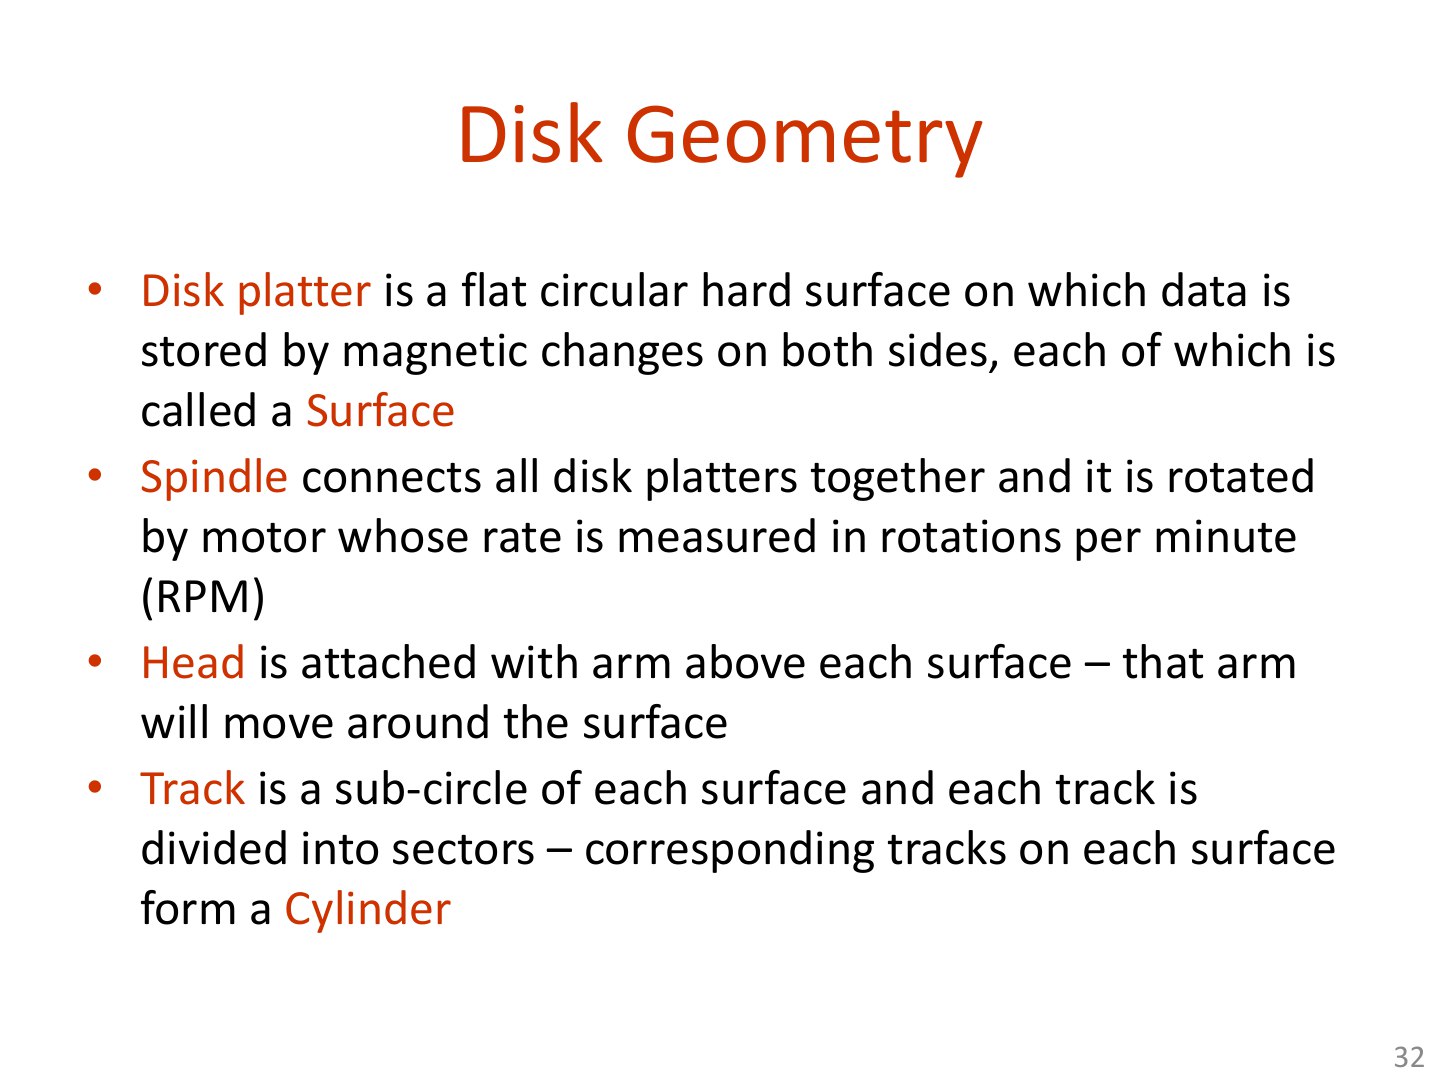 Disk Geometry
• Disk platter is a flat circular hard surface on which data is
stored by magnetic changes on both sides, each of which is
called a Surface
• Spindle connects all disk platters together and it is rotated
by motor whose rate is measured in rotations per minute
(RPM)
• Head is attached with arm above each surface – that arm
will move around the surface
• Track is a sub-circle of each surface and each track is
divided into sectors – corresponding tracks on each surface
form a Cylinder
32